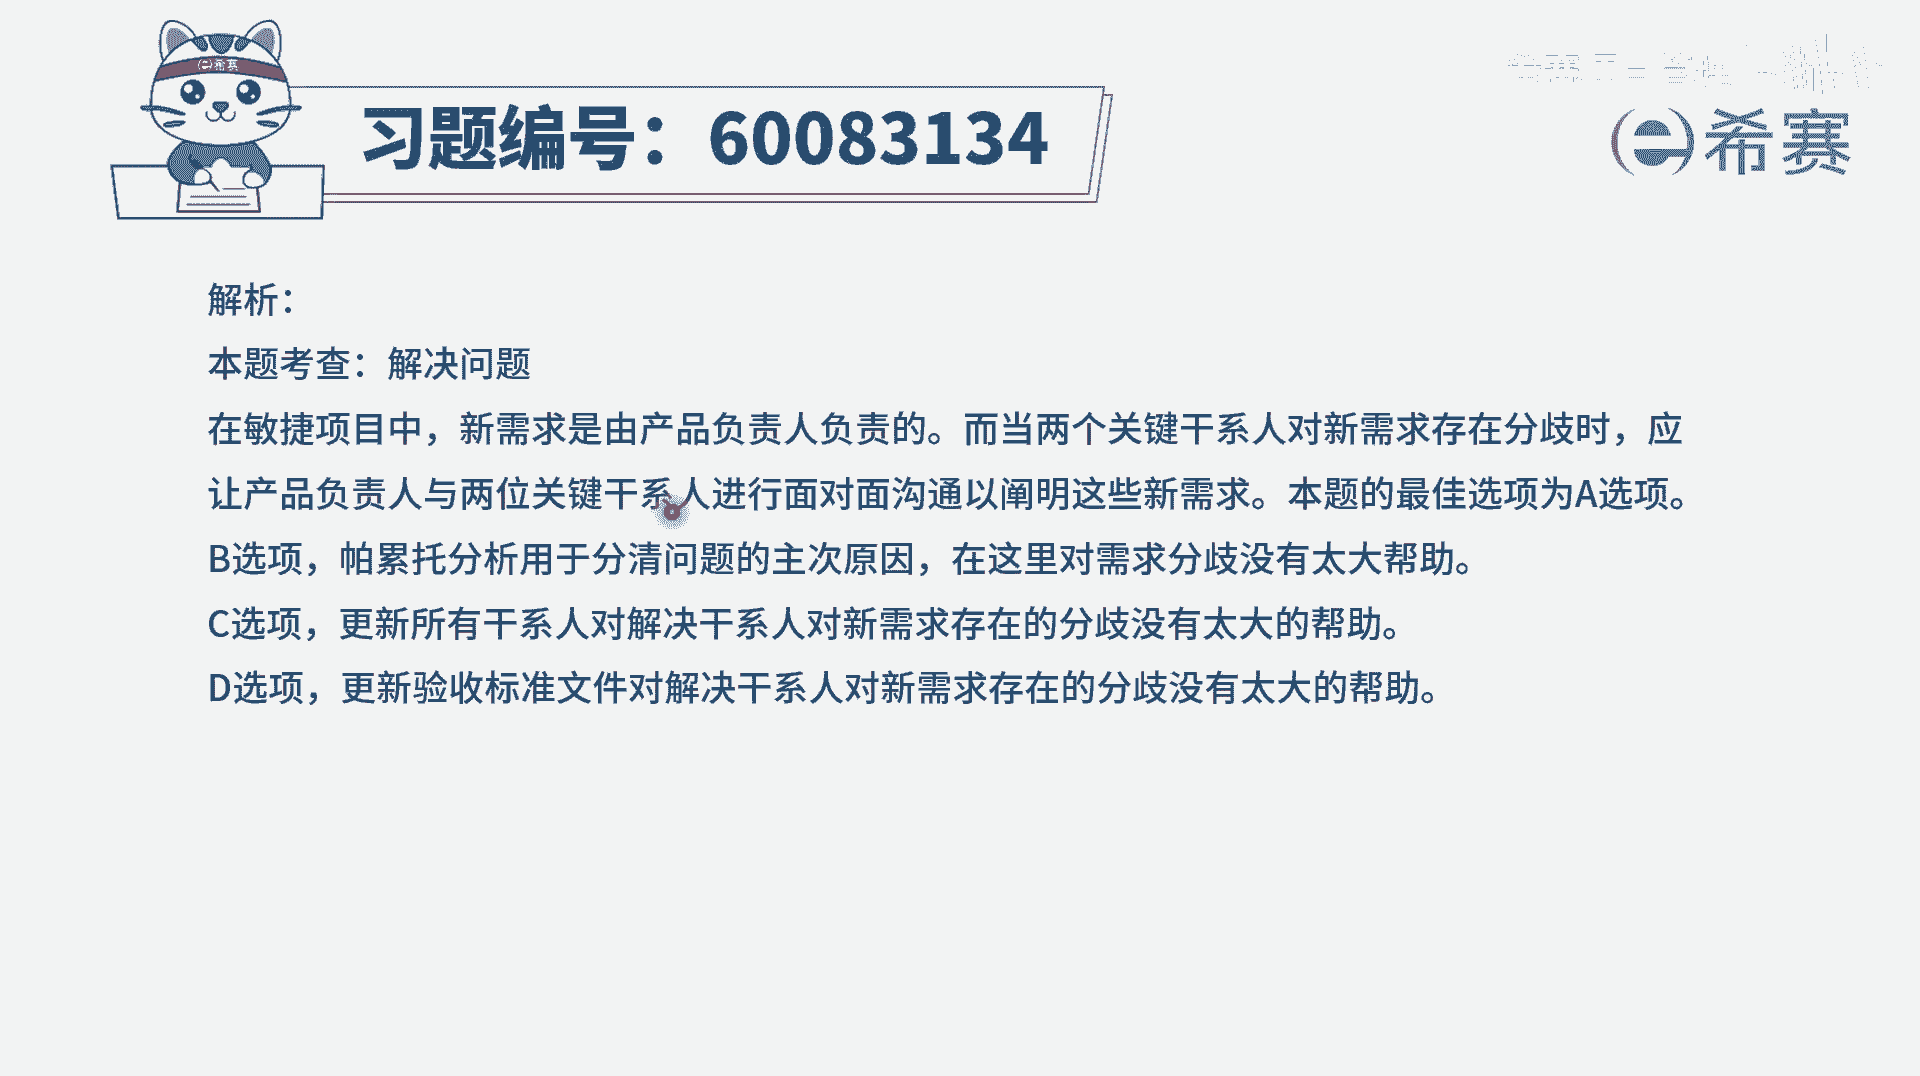 希赛
习题编号：60083134
希赛
解析：
本题考查：解决问题
在敏捷项目中，新需求是由产品负责人负责的。而当两个关键干系人对新需求存在分歧时，应
让产品负责人与两位关键干系人进行面对面沟通以阐明这些新需求。本题的最佳选项为A选项。
B选项，帕累托分析用于分清问题的主次原因，在这里对需求分歧没有太大帮助。
C选项，更新所有干系人对解决干系人对新需求存在的分歧没有太大的帮助。
D选项，更新验收标准文件对解决干系人对新需求存在的分歧没有太大的帮助。